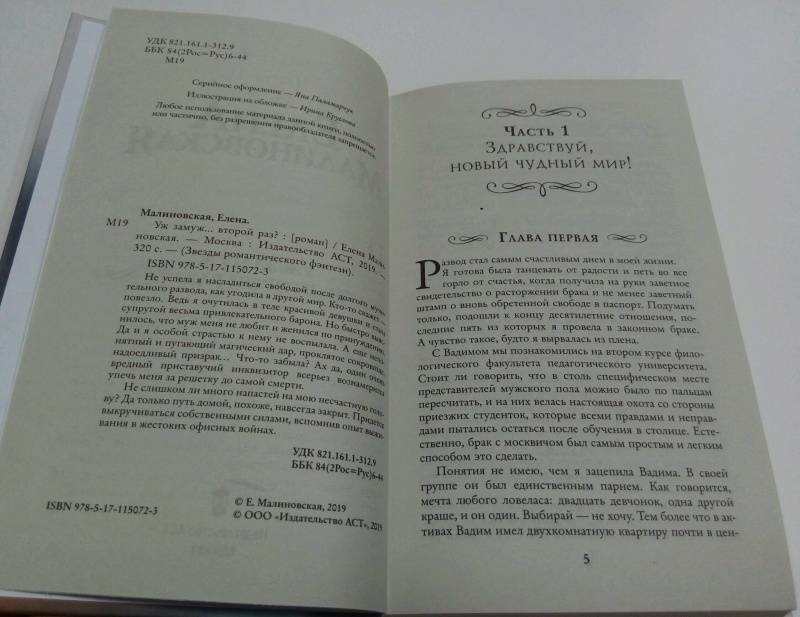 УДК 821.161.1-312.9
ББК 84(2Рос=Рус)6-44
М19
Серийное оформление — Яна Паламарчук
Иллюстрация на обложке — Ирина Круглова
Любое использование материала данной книги, полностью
или частично, без разрешения правообладателя запрещается.
МАЛИНОВСКАЯ
Малиновская, Елена.
М19 Уж замуж... второй раз? : [роман] / Елена Мали-
новская. — Москва : Издательство АСТ, 2019. —
320 с. — (Звезды романтического фэнтези).
ISBN 978-5-17-115072-3
Не успела я насладиться свободой после долгого мучи-
тельного развода, как угодила в другой мир. Кто-то скажет —
повезло. Ведь я очутилась в теле красивой девушки и стала
супругой весьма привлекательного барона. Но быстро выяс-
нилось, что муж меня не любит и женился по принуждению.
Да и я особой страстью к нему не воспылала. А еще непо-
нятный и пугающий магический дар, проклятое сокровище,
надоедливый призрак... Что-то забыла? Ах да, один очень
вредный приставучий инквизитор всерьез вознамерился
упечь меня за решетку до самой смерти.
Не слишком ли много напастей на мою несчастную голо-
ву? Да только путь домой, похоже, навсегда закрыт. Придется
выкручиваться собственными силами, вспомнив опыт выжи-
вания в жестоких офисных войнах.
УДК 821.161.1-312.9
ББК 84(2Рос=Рус)6-44
ISBN 978-5-17-115072-3
© Е. Малиновская, 2019
© ООО «Издательство АСТ», 2019
Часть 1
Здравствуй,
новый чудный мир!
Глава первая
Развод стал самым счастливым днем в моей жизни.
Я готова была танцевать от радости и петь во все
горло от счастья, когда получила на руки заветное
свидетельство о расторжении брака и не менее заветный
штамп о вновь обретенной свободе в паспорт. Подумать
только, подошли к концу десятилетние отношения, по-
следние пять из которых я провела в законном браке.
А чувство такое, будто я вырвалась из плена.
С Вадимом мы познакомились на втором курсе фило-
логического факультета педагогического университета.
Стоит ли говорить, что в столь специфическом месте
представителей мужского пола можно было по пальцам
пересчитать, и на них велась настоящая охота со стороны
приезжих студенток, которые всеми правдами и неправ-
дами пытались остаться после обучения в столице. Есте-
ственно, брак с москвичом был самым простым и легким
способом это сделать.
Понятия не имею, чем я зацепила Вадима. В своей
группе он был единственным парнем. Как говорится,
мечта любого ловеласа: двадцать девчонок, одна другой
краше, и он один. Выбирай — не хочу. Тем более что в ак-
тивах Вадим имел двухкомнатную квартиру почти в цен-
5